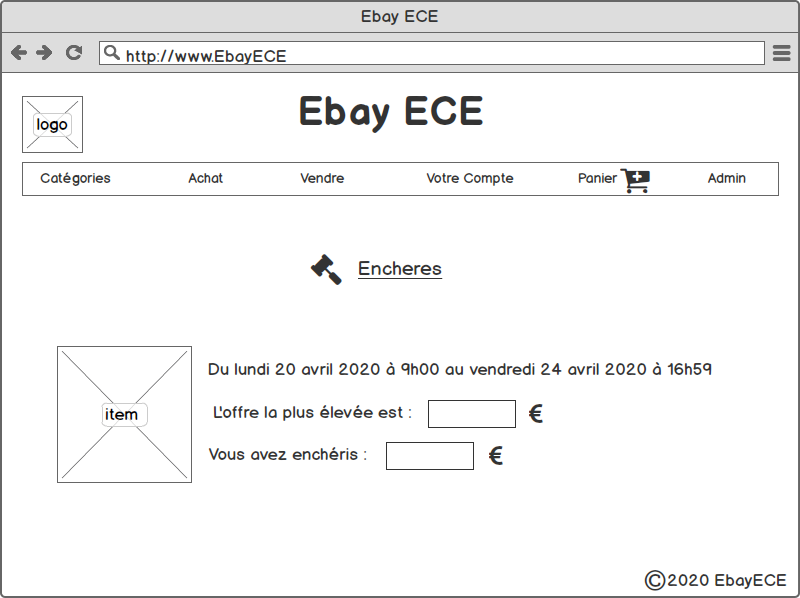 Ebay ECE
http://www.EbayECE
logo
Ebay ECE
Catégories Achat Vendre Votre Compte Panier Admin
Encheres
item
Du lundi 20 avril 2020 à 9h00 au vendredi 24 avril 2020 à 16h59
L'offre la plus élevée est : €
Vous avez enchéris : €
©2020 EbayECE